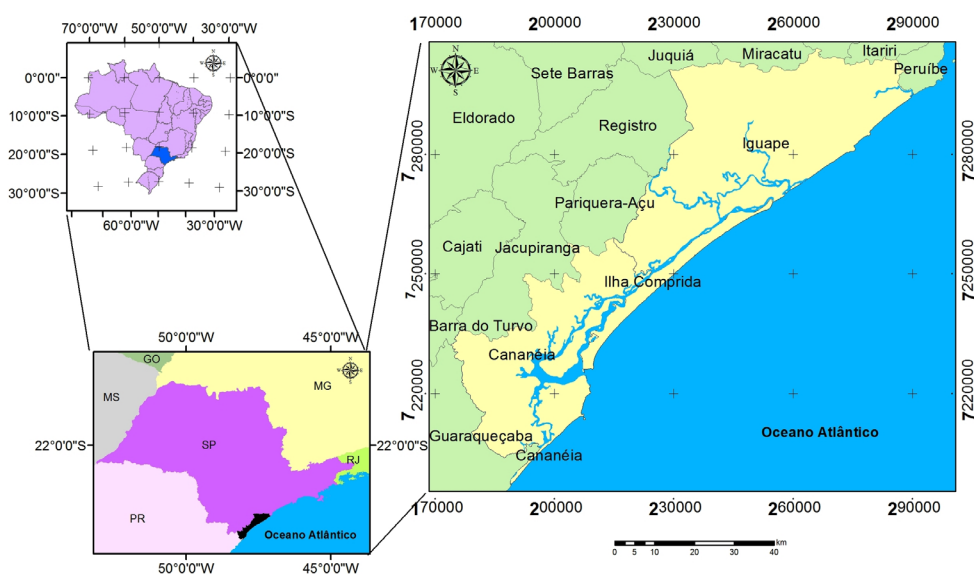 70°0'0"W 50°0'0"W 30°0'0"W
N
W E
S
0°0'0" 0°0'0"
10°0'0"S 10°0'0"S
20°0'0"S 20°0'0"S
30°0'0"S 30°0'0"S
60°0'0"W 40°0'0"W 30°0'0"W
50°0'0"W 45°0'0"W
GO
MS
MG
N
W E
S
22°0'0"S 22°0'0"S
SP
RJ
PR
Oceano Atlântico
50°0'0"W 45°0'0"W
170000 200000 230000 260000 290000
N
W E
S
Juquiá Miracatu Itariri
Sete Barras Peruíbe
Eldorado
Registro
Iguape
7280000 7280000
Pariquera-Açu
Cajati Jacupiranga
7250000 7250000
Ilha Comprida
Barra do Turvo
Cananéia
7220000 7220000
Guaraqueçaba
Oceano Atlântico
Cananéia
170000 200000 230000 260000 290000
km
0 5 10 20 30 40